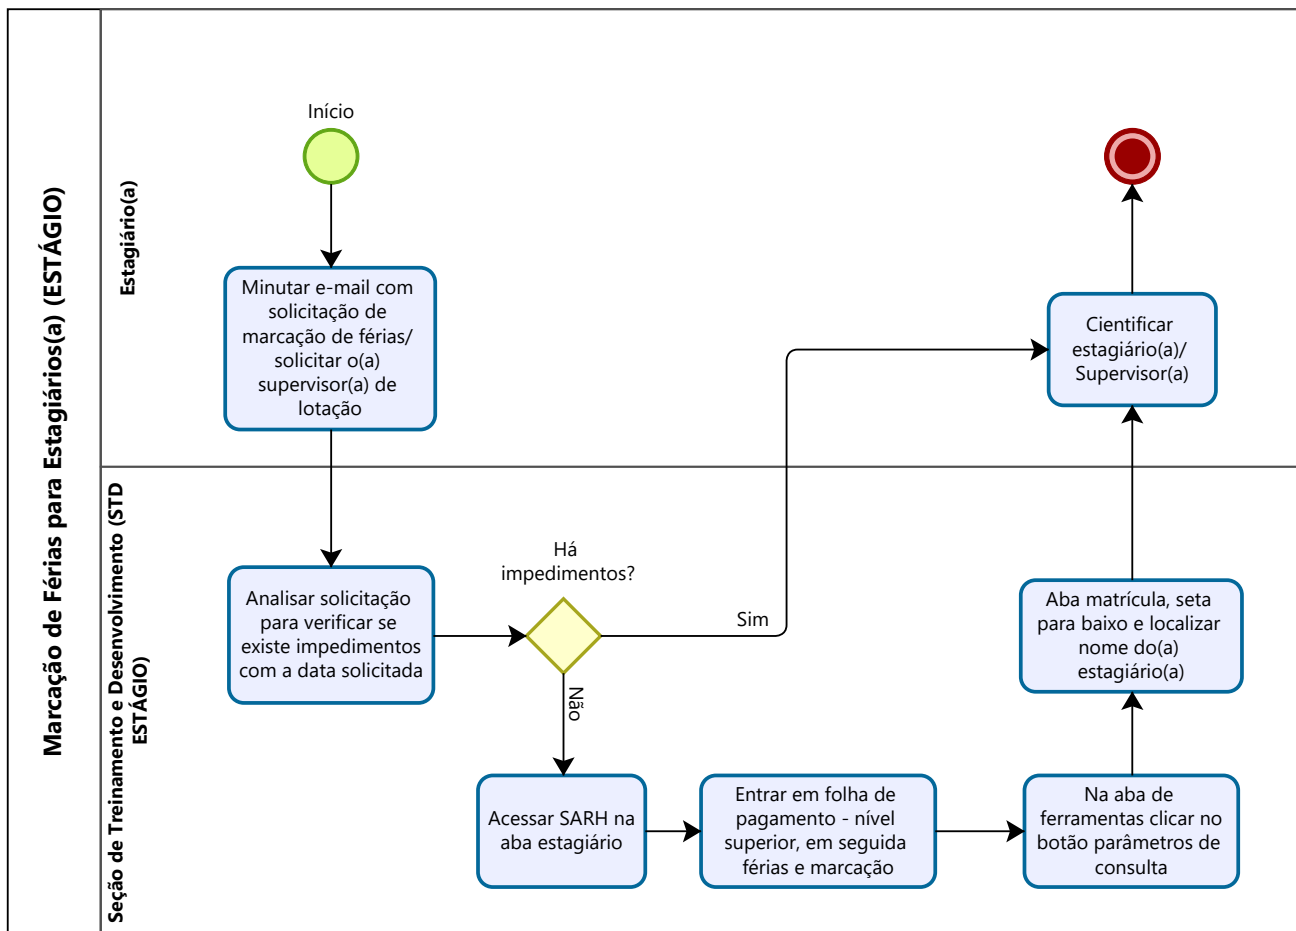 Marcação de Férias para Estagiários(a) (ESTÁGIO)
Estagiário(a)
Início
Minutar e-mail com
solicitação de
marcação de férias/
solicitar o(a)
supervisor(a) de
lotação
Cientificar
estagiário(a)/
Supervisor(a)
Seção de Treinamento e Desenvolvimento (STD
ESTÁGIO)
Analisar solicitação
para verificar se
existe impedimentos
com a data solicitada
Há
impedimentos?
Sim
Não
Acessar SARH na
aba estagiário
Entrar em folha de
pagamento - nível
superior, em seguida
férias e marcação
Na aba de
ferramentas clicar no
botão parâmetros de
consulta
Aba matrícula, seta
para baixo e localizar
nome do(a)
estagiário(a)